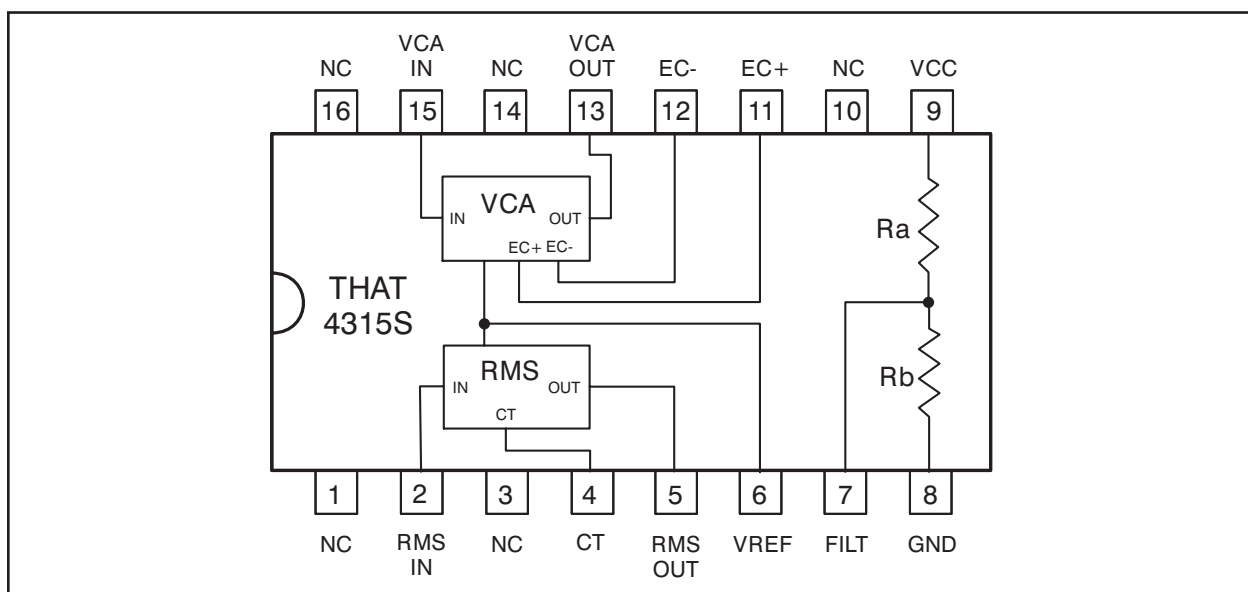 NC
VCA
IN
NC
VCA
OUT
EC-
EC+
NC
VCC
16
15
14
13
12
11
10
9
VCA
IN
OUT
EC+ EC-
Ra
THAT
4315S
RMS
IN
OUT
CT
Rb
1
2
3
4
5
6
7
8
NC
RMS
IN
NC
CT
RMS
OUT
VREF
FILT
GND